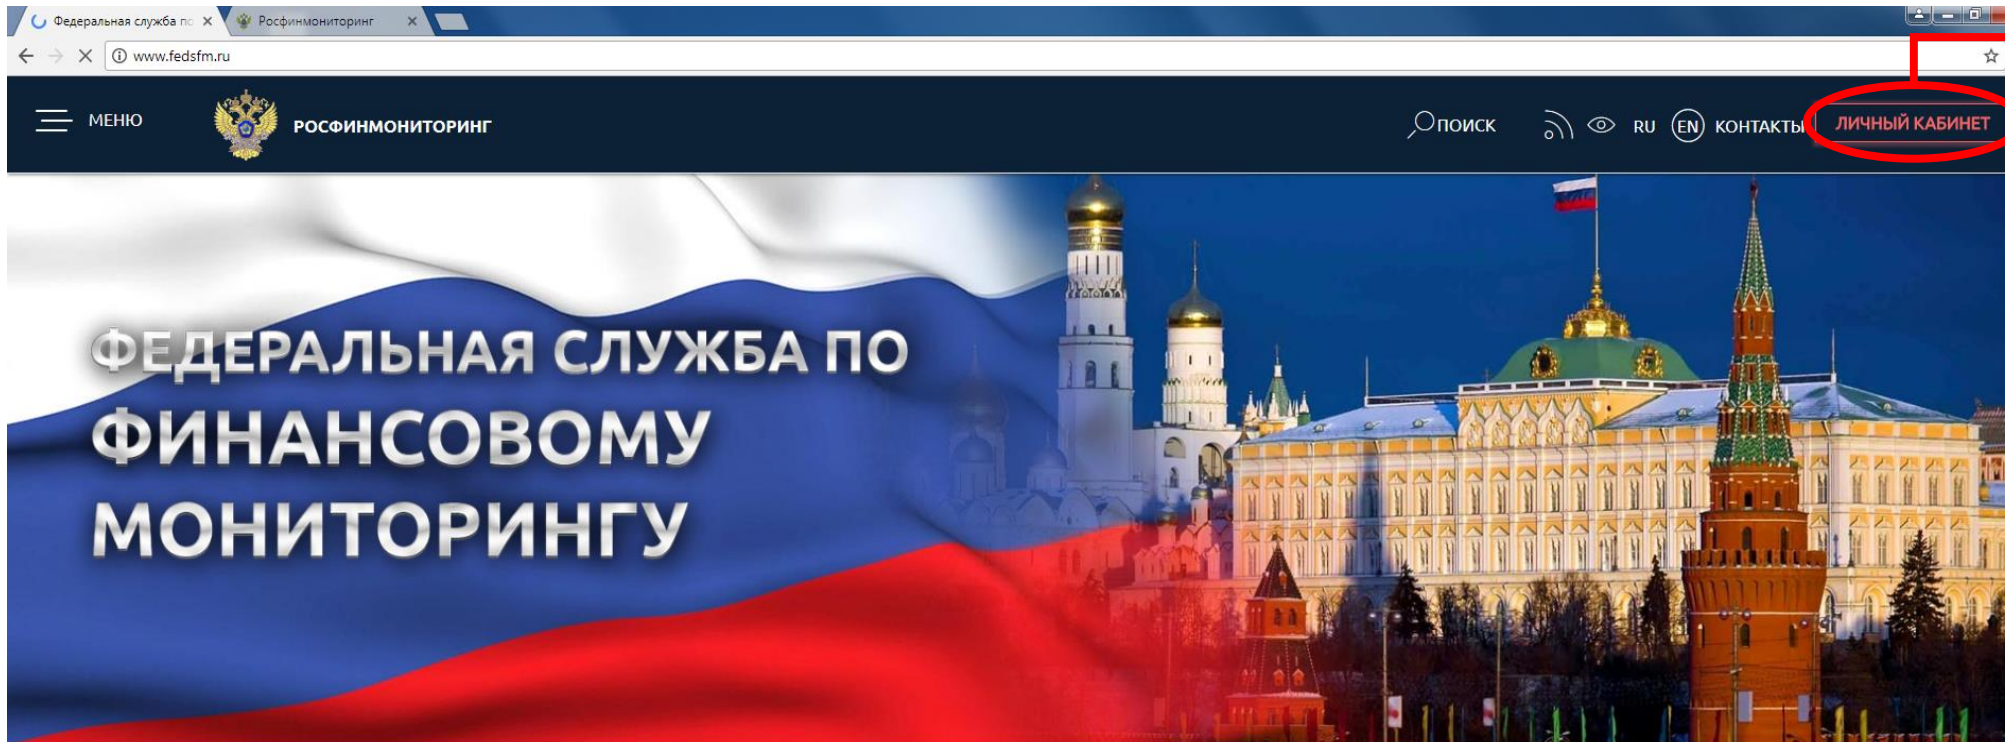 Федеральная служба по
Росфинмониторинг
www.fedsfm.ru
МЕНЮ
РОСФИНМОНИТОРИНГ
ПОИСК
RU
EN
КОНТАКТЫ
ЛИЧНЫЙ КАБИНЕТ
ФЕДЕРАЛЬНАЯ СЛУЖБА ПО
ФИНАНСОВОМУ
МОНИТОРИНГУ